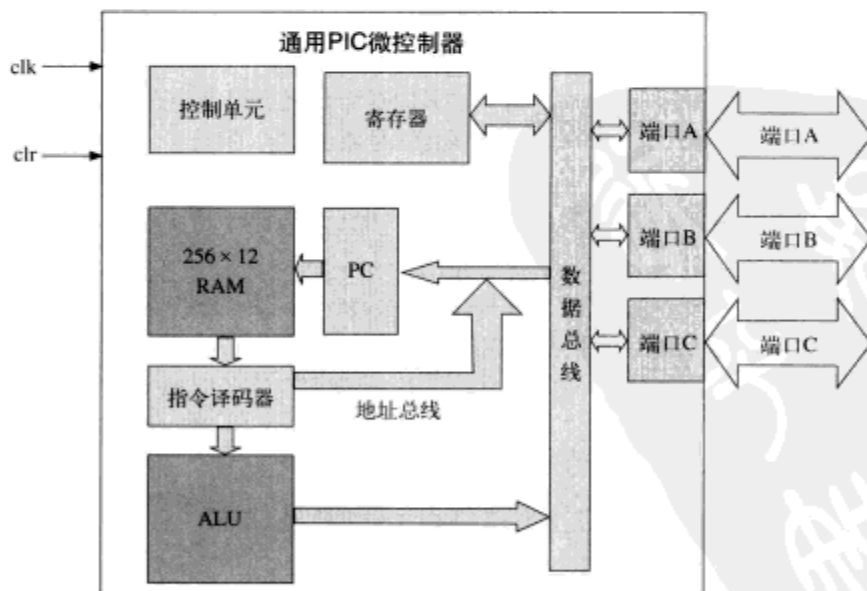 通用PIC微控制器
clk
clr
控制单元
寄存器
端口A
端口A
256×12
RAM
PC
端口B
端口B
数据总线
端口C
端口C
指令译码器
地址总线
ALU